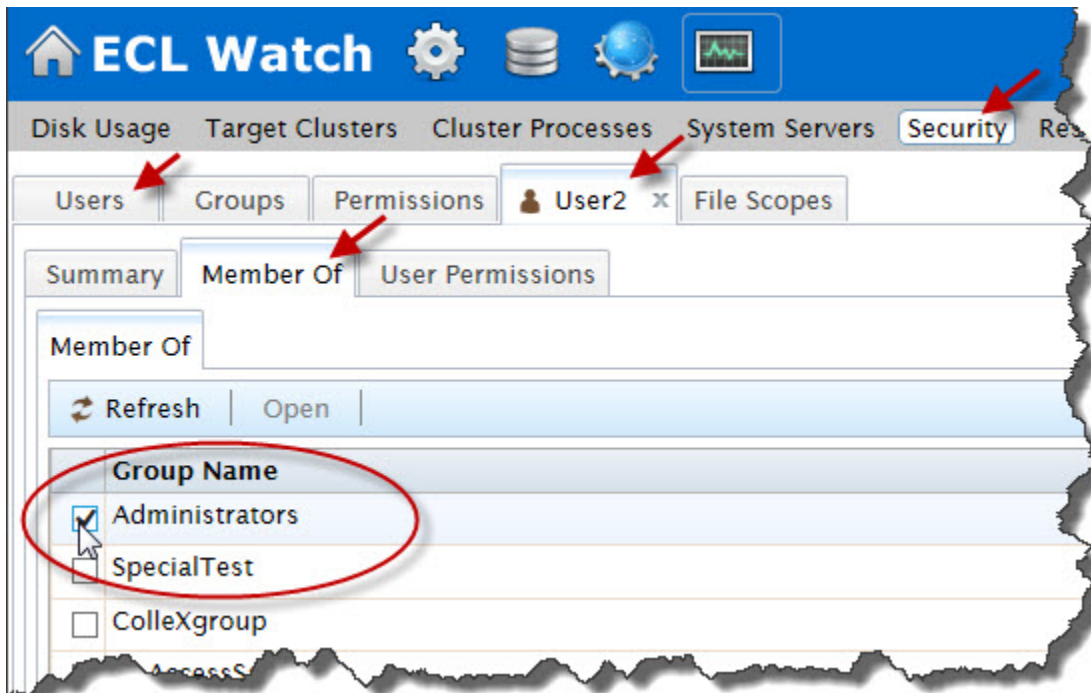 ECL Watch
Disk Usage Target Clusters Cluster Processes System Servers Security
Users Groups Permissions User2 x File Scopes
Summary Member Of User Permissions
Member Of
Refresh Open
Group Name
Administrators
SpecialTest
ColleXgroup